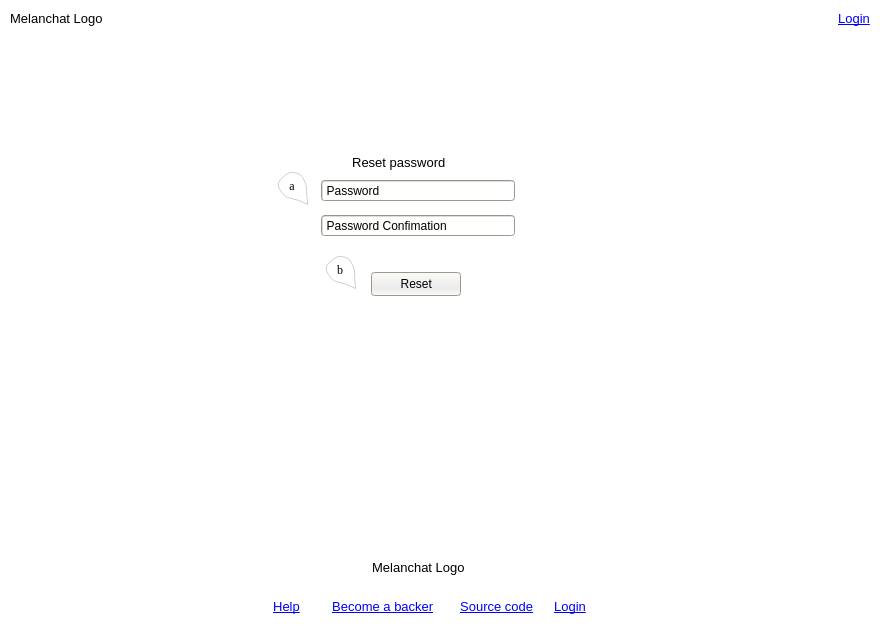 Melanchat Logo Login
Reset password
a Password
Password Confimation
b Reset
Melanchat Logo
Help Become a backer Source code Login